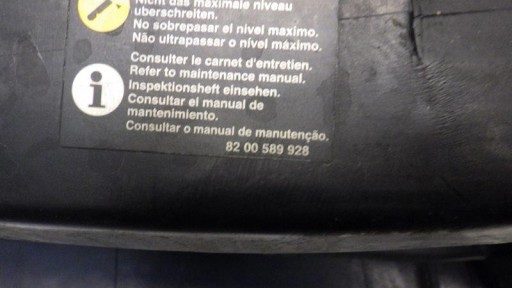 Nicht das maximale niveau
uberschreiten.
No sobrepasar el nivel maximo.
Não ultrapassar o nível máximo.
Consulter le carnet d'entretien.
Refer to maintenance manual.
Inspektionsheft einsehen.
Consultar el manual de
mantenimiento.
Consultar o manual de manutenção.
82 00 589 928